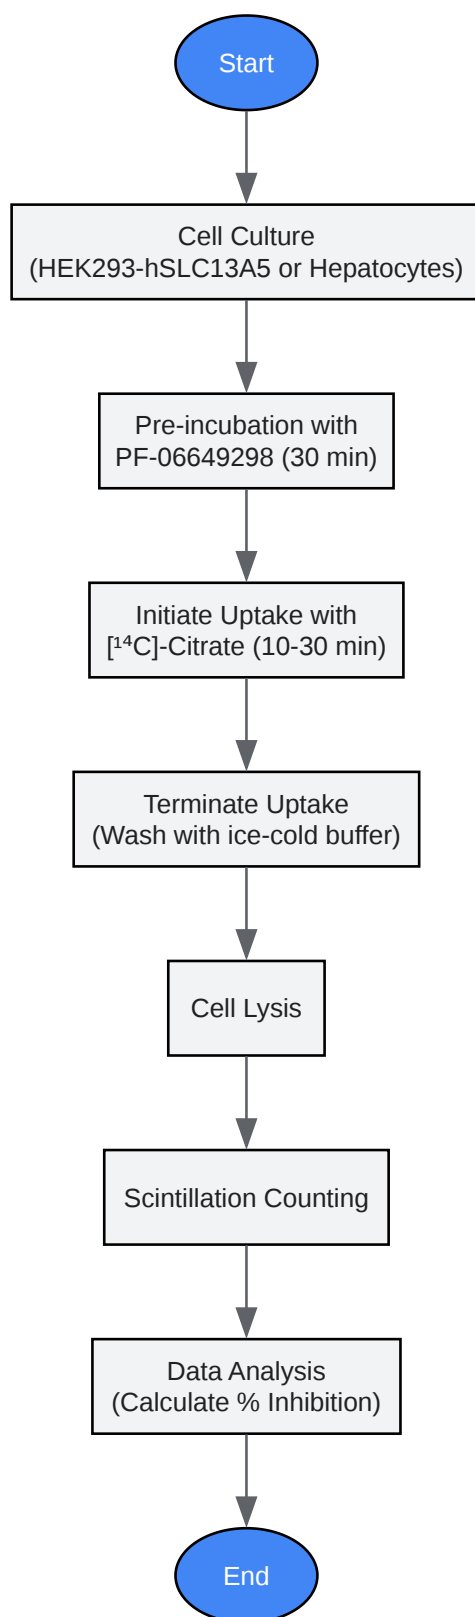 Start
Cell Culture
(HEK293-hSLC13A5 or Hepatocytes)
Pre-incubation with
PF-06649298 (30 min)
Initiate Uptake with
[¹⁴C]-Citrate (10-30 min)
Terminate Uptake
(Wash with ice-cold buffer)
Cell Lysis
Scintillation Counting
Data Analysis
(Calculate % Inhibition)
End